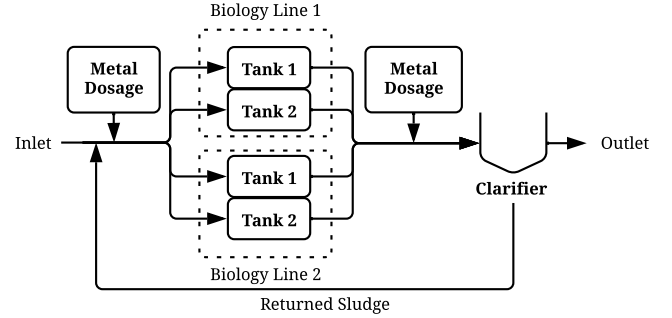 Biology Line 1
Metal
Dosage
Tank 1
Tank 2
Metal
Dosage
Inlet
Outlet
Tank 1
Tank 2
Clarifier
Biology Line 2
Returned Sludge